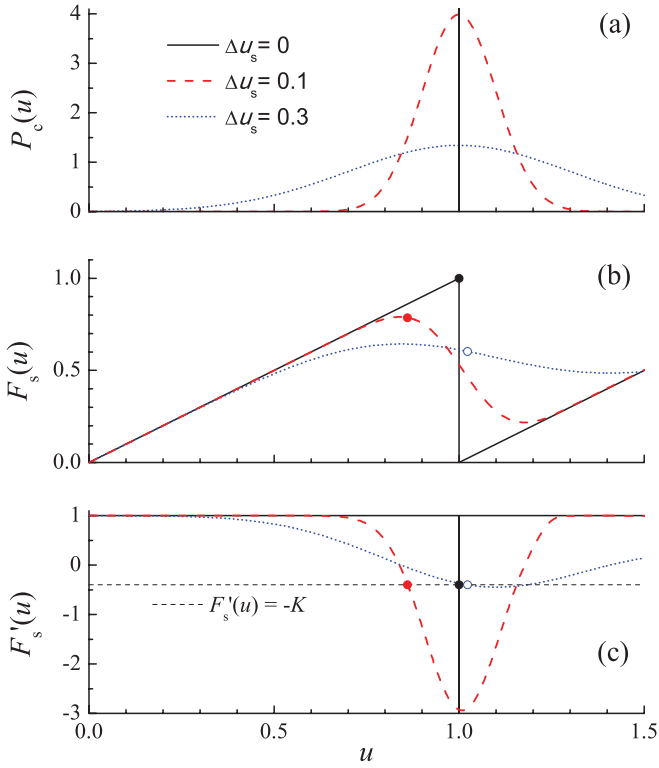 (a)
Δu_s = 0
Δu_s = 0.1
Δu_s = 0.3
P_c(u)
4
3
2
1
0
(b)
F_s(u)
1.0
0.5
0.0
(c)
F_s'(u)
1
0
-1
-2
-3
F_s'(u) = -K
0.0 0.5 1.0 1.5
u